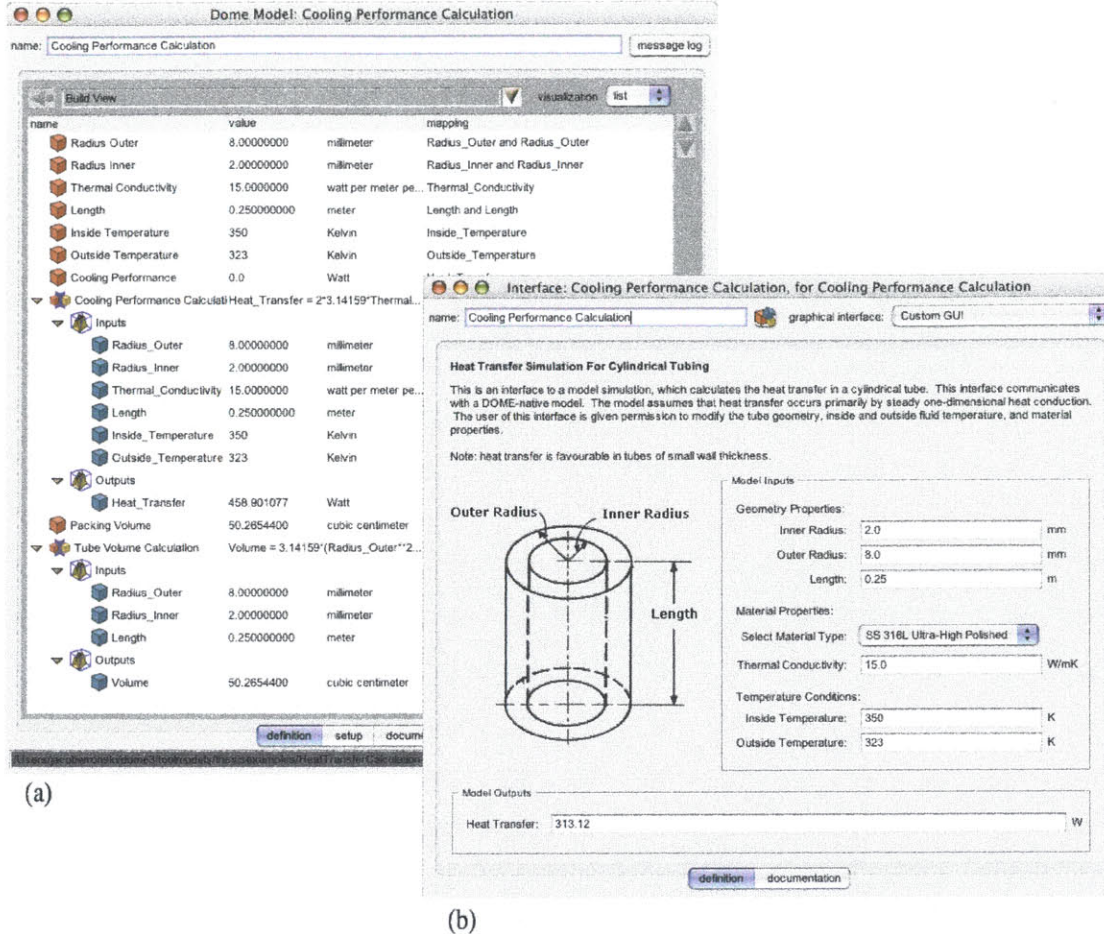 Dome Model: Cooling Performance Calculation
name: Cooling Performance Calculation message log
Build View visualization list
name value mapping
Radius Outer 8.00000000 millimeter Radius_Outer and Radius_Outer
Radius Inner 2.00000000 millimeter Radius_Inner and Radius_Inner
Thermal Conductivity 15.0000000 watt per meter pe... Thermal_Conductivity
Length 0.250000000 meter Length and Length
Inside Temperature 350 Kelvin Inside_Temperature
Outside Temperature 323 Kelvin Outside_Temperature
Cooling Performance 0.0 Watt
Cooling Performance Calculati Heat_Transfer = 2*3.14159*Thermal...
Inputs
Radius_Outer 8.00000000 millimeter
Radius_Inner 2.00000000 millimeter
Thermal_Conductivity 15.0000000 watt per meter pe...
Length 0.250000000 meter
Inside_Temperature 350 Kelvin
Outside_Temperature 323 Kelvin
Outputs
Heat_Transfer 458.901077 Watt
Packing Volume 50.2654400 cubic centimeter
Tube Volume Calculation Volume = 3.14159*(Radius_Outer**2...
Inputs
Radius_Outer 8.00000000 millimeter
Radius_Inner 2.00000000 millimeter
Length 0.250000000 meter
Outputs
Volume 50.2654400 cubic centimeter
definition setup docume
(a)
Interface: Cooling Performance Calculation, for Cooling Performance Calculation
name: Cooling Performance Calculation graphical interface: Custom GUI
Heat Transfer Simulation For Cylindrical Tubing
This is an interface to a model simulation, which calculates the heat transfer in a cylindrical tube. This interface communicates
with a DOME-native model. The model assumes that heat transfer occurs primarily by steady one-dimensional heat conduction.
The user of this interface is given permission to modify the tube geometry, inside and outside fluid temperature, and material
properties.
Note: heat transfer is favourable in tubes of small wall thickness.
Outer Radius Inner Radius
Length
Model Inputs
Geometry Properties:
Inner Radius: 2.0 mm
Outer Radius: 8.0 mm
Length: 0.25 m
Material Properties:
Select Material Type: SS 316L Ultra-High Polished
Thermal Conductivity: 15.0 W/mK
Temperature Conditions:
Inside Temperature: 350 K
Outside Temperature: 323 K
Model Outputs
Heat Transfer: 313.12 W
definition documentation
(b)